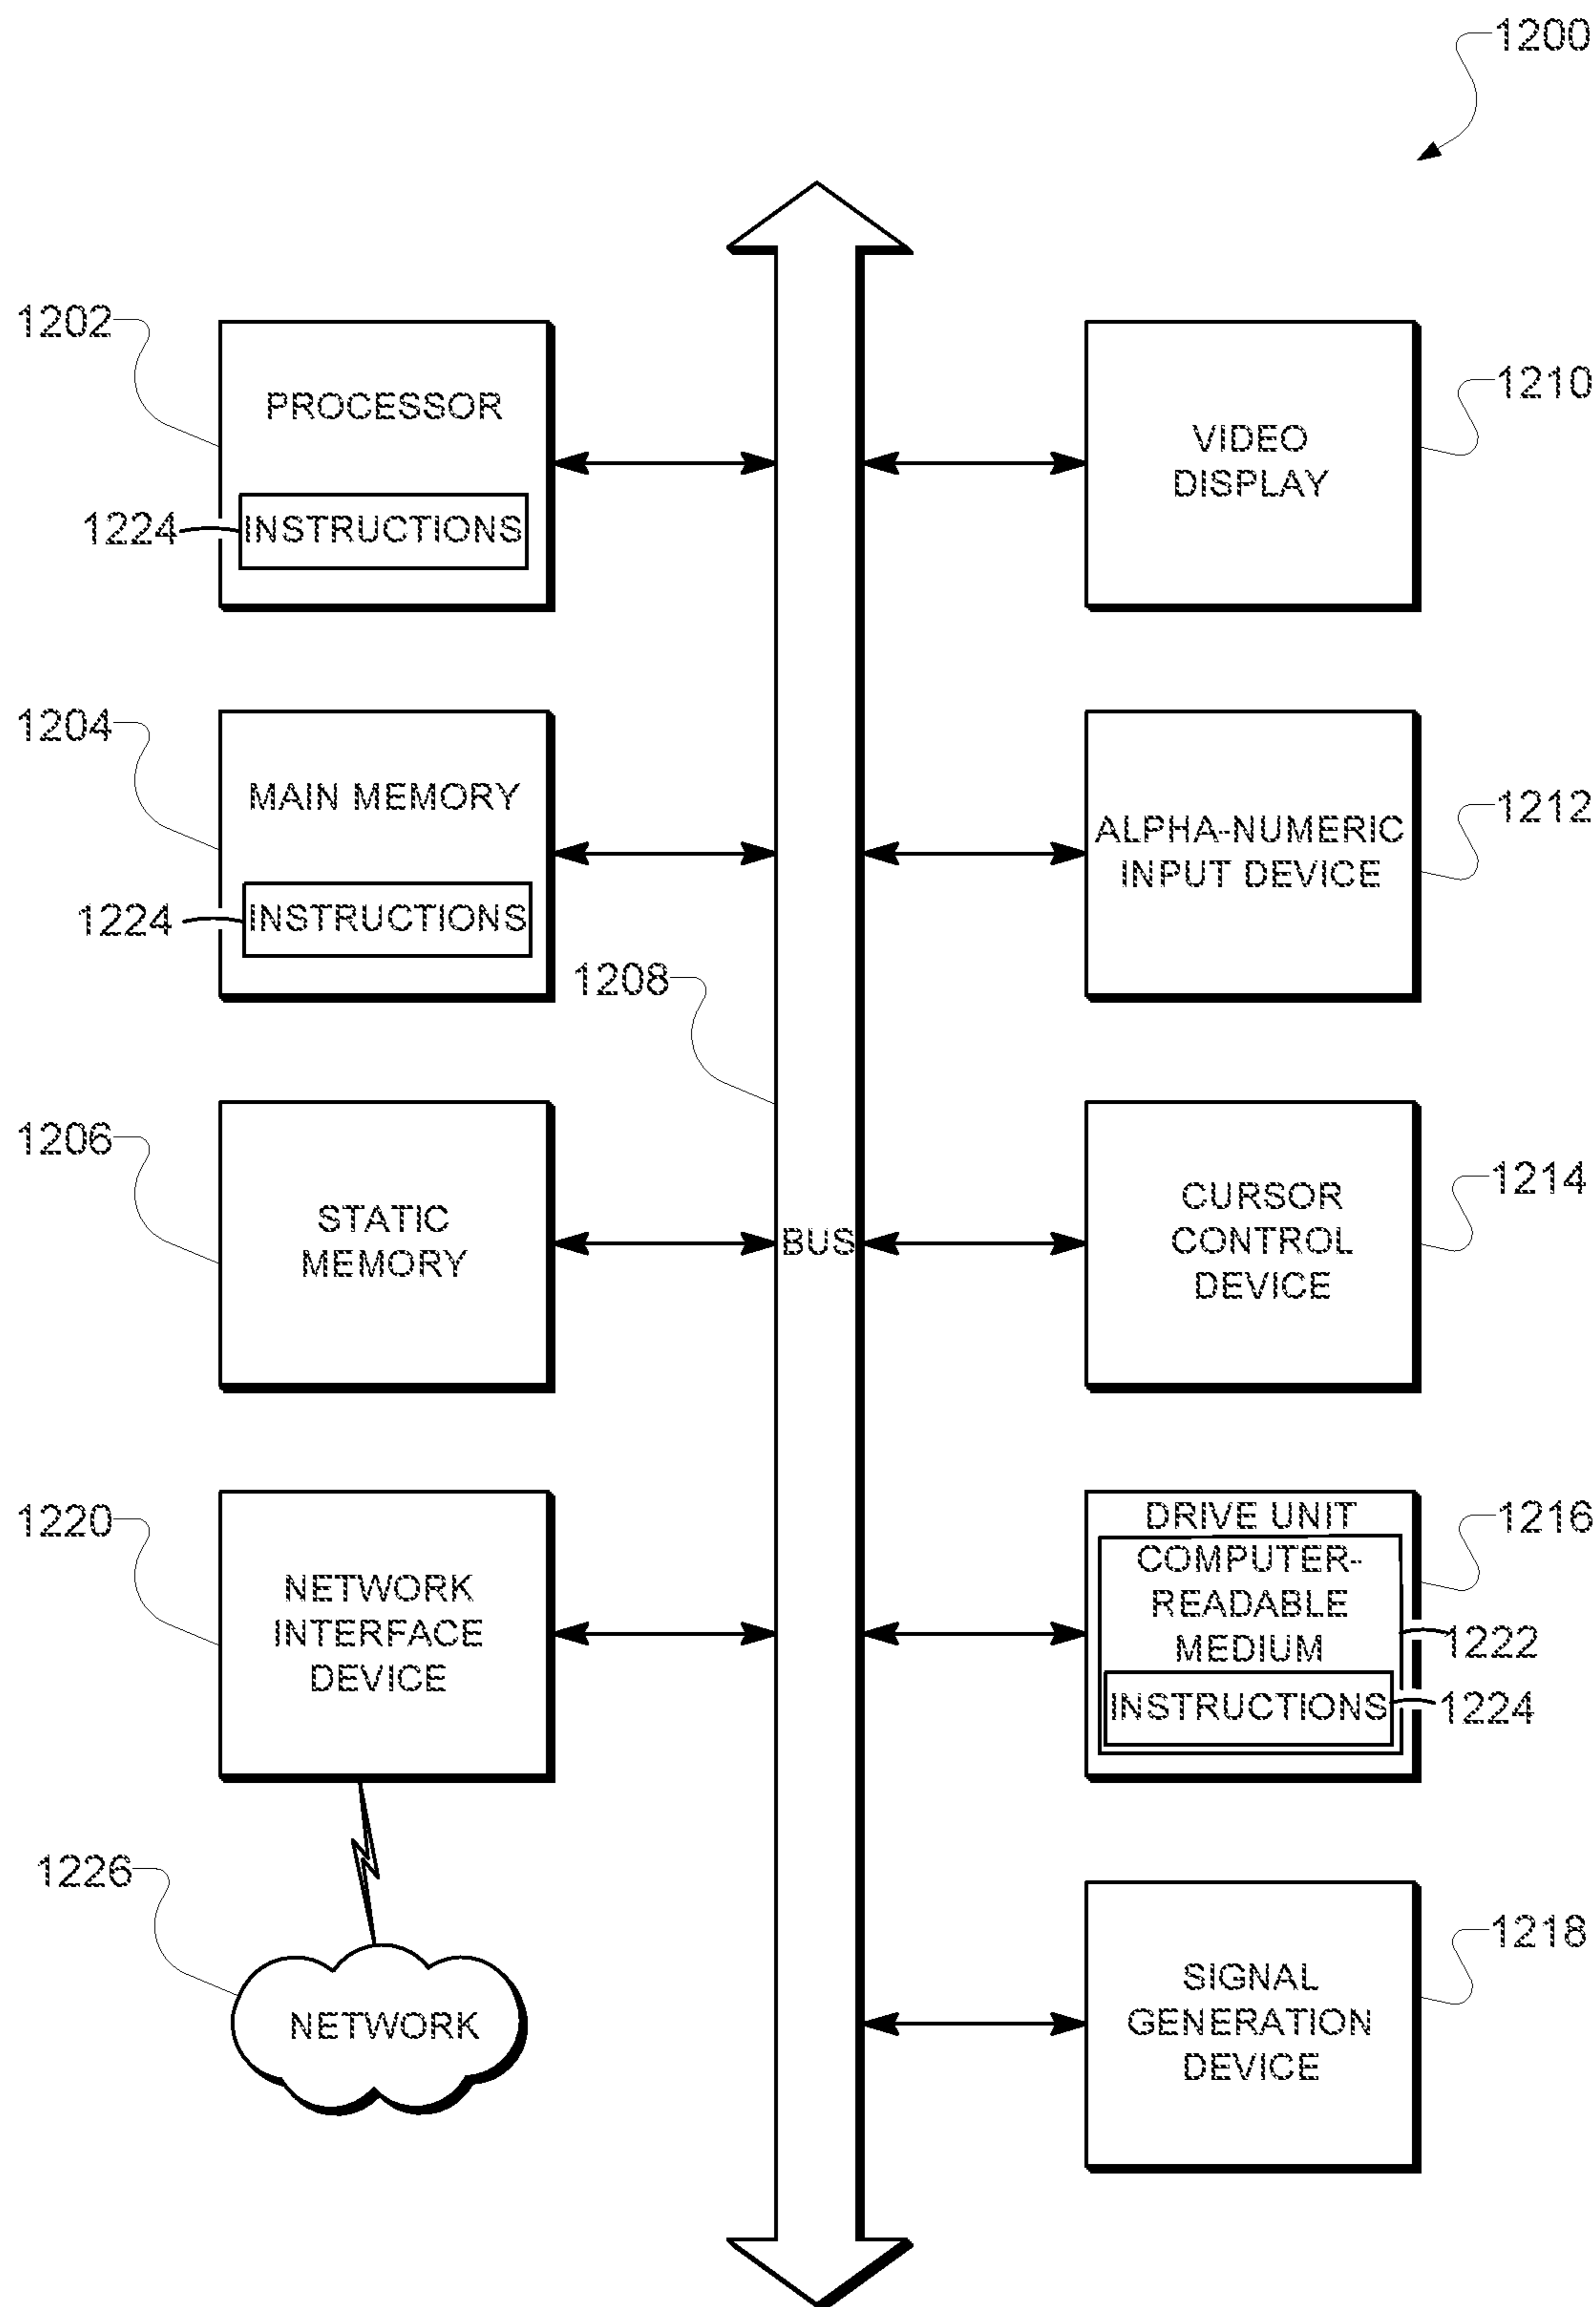 1200
1202
PROCESSOR
1224
INSTRUCTIONS
1210
VIDEO
DISPLAY
1204
MAIN MEMORY
1224
INSTRUCTIONS
1212
ALPHA-NUMERIC
INPUT DEVICE
1208
BUS
1206
STATIC
MEMORY
1214
CURSOR
CONTROL
DEVICE
1220
NETWORK
INTERFACE
DEVICE
1216
DRIVE UNIT
COMPUTER-
READABLE
MEDIUM
1222
INSTRUCTIONS
1224
1226
NETWORK
1218
SIGNAL
GENERATION
DEVICE